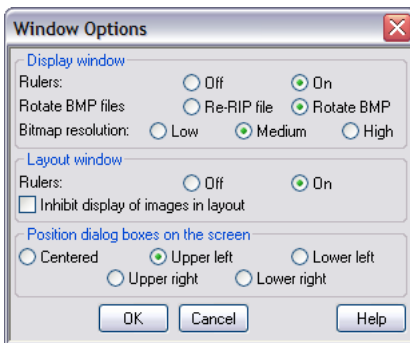 Window Options
Display window
Rulers: Off On
Rotate BMP files Re-RIP file Rotate BMP
Bitmap resolution: Low Medium High
Layout window
Rulers: Off On
Inhibit display of images in layout
Position dialog boxes on the screen
Centered Upper left Lower left
Upper right Lower right
OK Cancel Help